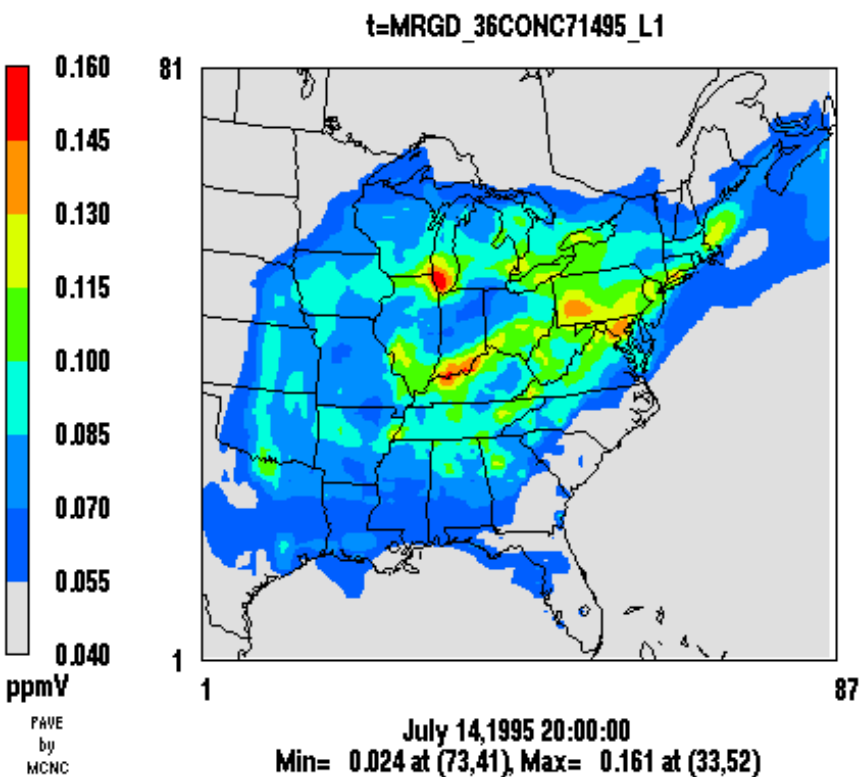 t=MRGD_36CONC71495_L1
0.160
0.145
0.130
0.115
0.100
0.085
0.070
0.055
0.040
ppmV
PAVE
by
MCNC
81
1
1
87
July 14,1995 20:00:00
Min= 0.024 at (73,41), Max= 0.161 at (33,52)